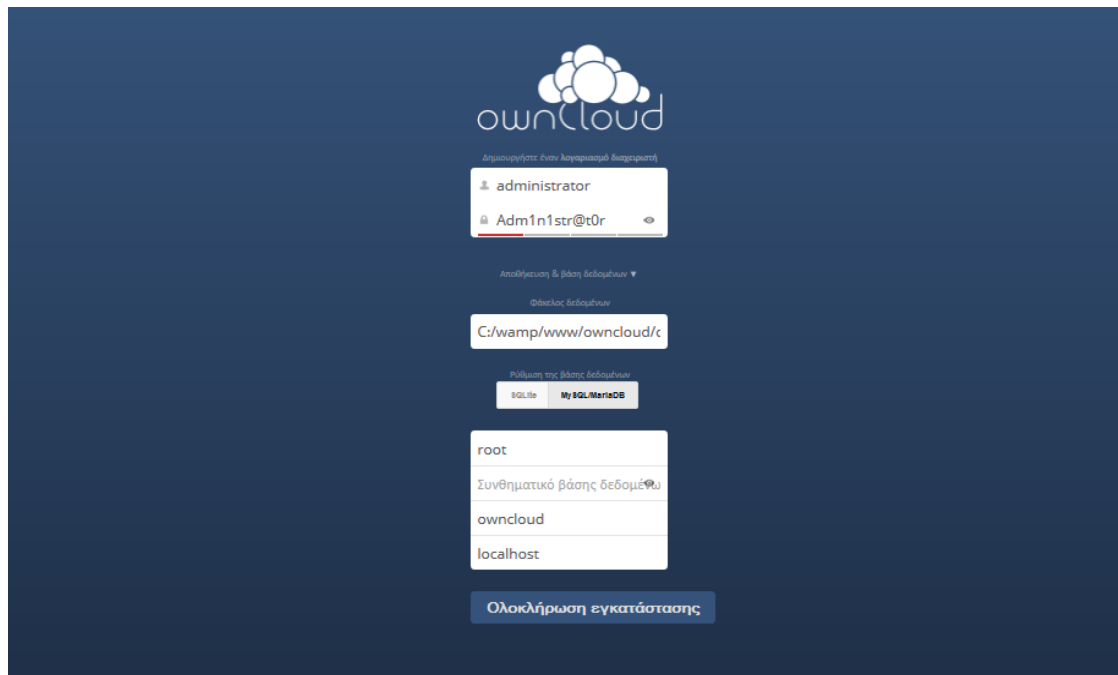 ownCloud
Δημιουργήστε έναν λογαριασμό διαχειριστή
administrator
Adm1n1str@t0r
Αποθήκευση & βάση δεδομένων ▼
Φάκελος δεδομένων
C:/wamp/www/owncloud/d
Ρύθμιση της βάσης δεδομένων
SQLite MySQL/MariaDB
root
Συνθηματικό βάσης δεδομένω
owncloud
localhost
Ολοκλήρωση εγκατάστασης